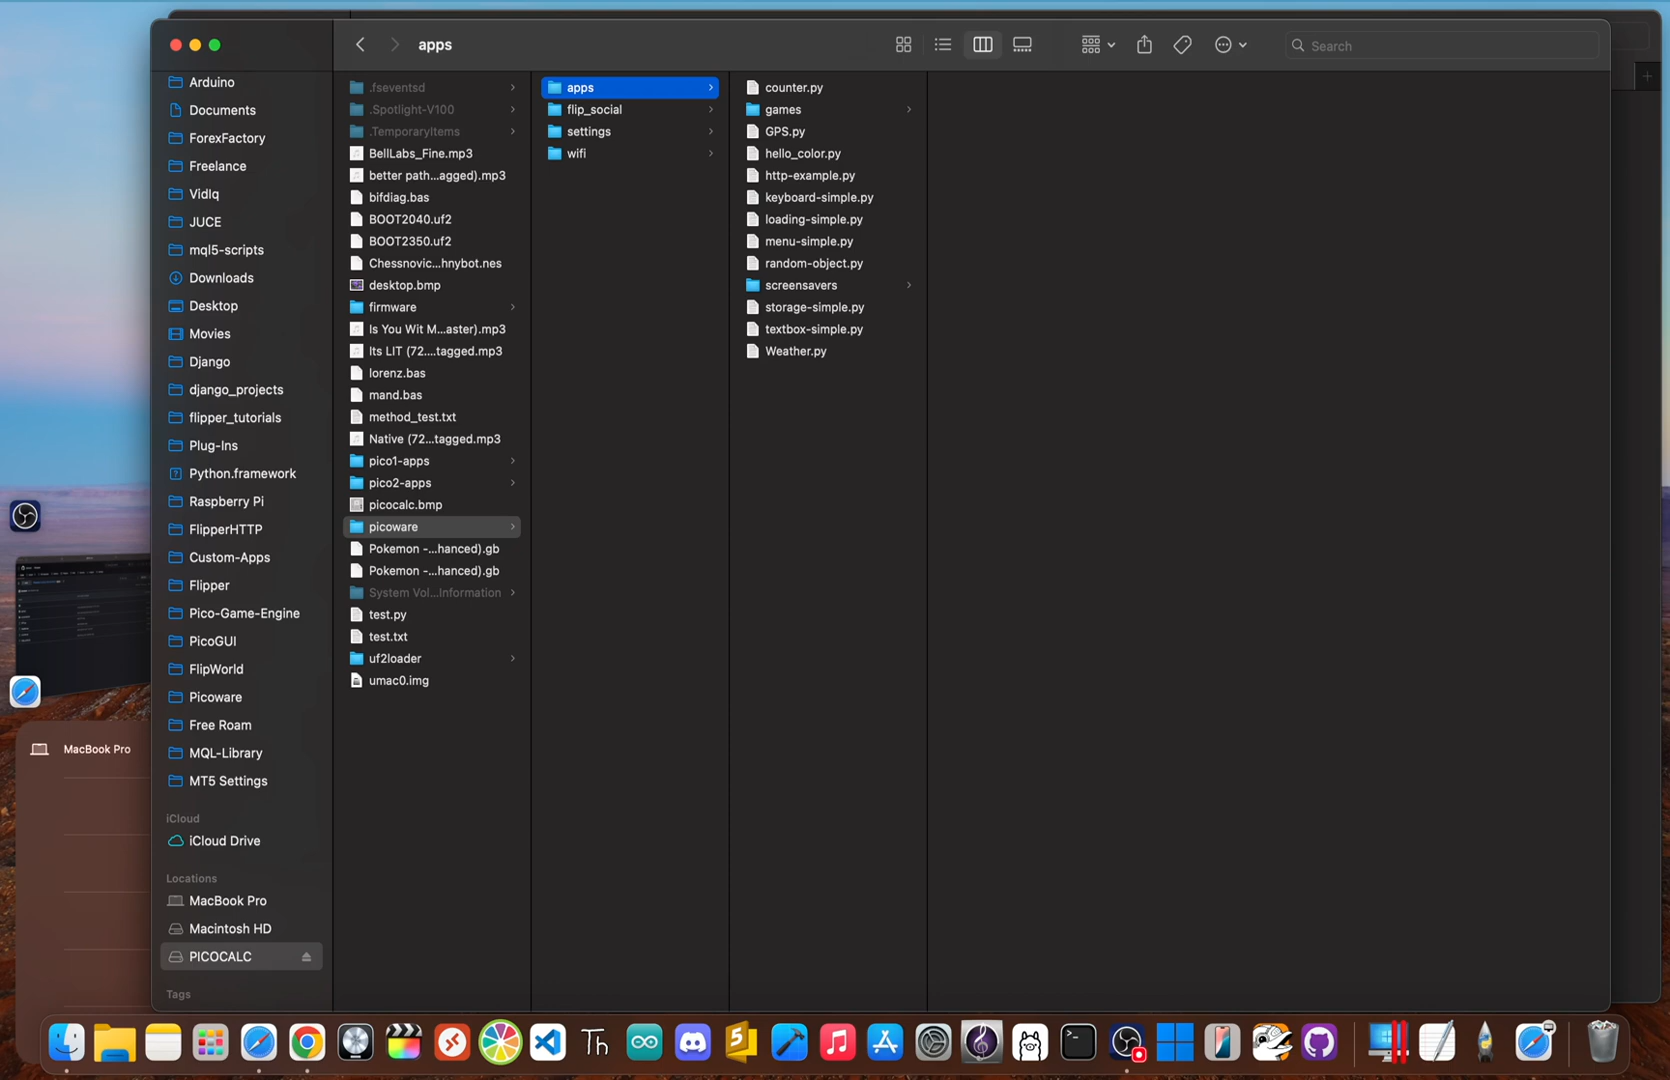 apps
Search
Arduino
Documents
ForexFactory
Freelance
VidIq
JUCE
mql5-scripts
Downloads
Desktop
Movies
Django
django_projects
flipper_tutorials
Plug-Ins
Python.framework
Raspberry Pi
FlipperHTTP
Custom-Apps
Flipper
Pico-Game-Engine
PicoGUI
FlipWorld
Picoware
Free Roam
MQL-Library
MT5 Settings
iCloud
iCloud Drive
Locations
MacBook Pro
Macintosh HD
PICOCALC
Tags
.fseventsd
.Spotlight-V100
.TemporaryItems
BellLabs_Fine.mp3
better path...agged).mp3
bifdiag.bas
BOOT2040.uf2
BOOT2350.uf2
Chessnovic...hnybot.nes
desktop.bmp
firmware
Is You Wit M...aster).mp3
Its LIT (72....tagged.mp3
lorenz.bas
mand.bas
method_test.txt
Native (72...tagged.mp3
pico1-apps
pico2-apps
picocalc.bmp
picoware
Pokemon -...hanced).gb
Pokemon -...hanced).gb
System Vol...Information
test.py
test.txt
uf2loader
umac0.img
apps
flip_social
settings
wifi
counter.py
games
GPS.py
hello_color.py
http-example.py
keyboard-simple.py
loading-simple.py
menu-simple.py
random-object.py
screensavers
storage-simple.py
textbox-simple.py
Weather.py
MacBook Pro
Th